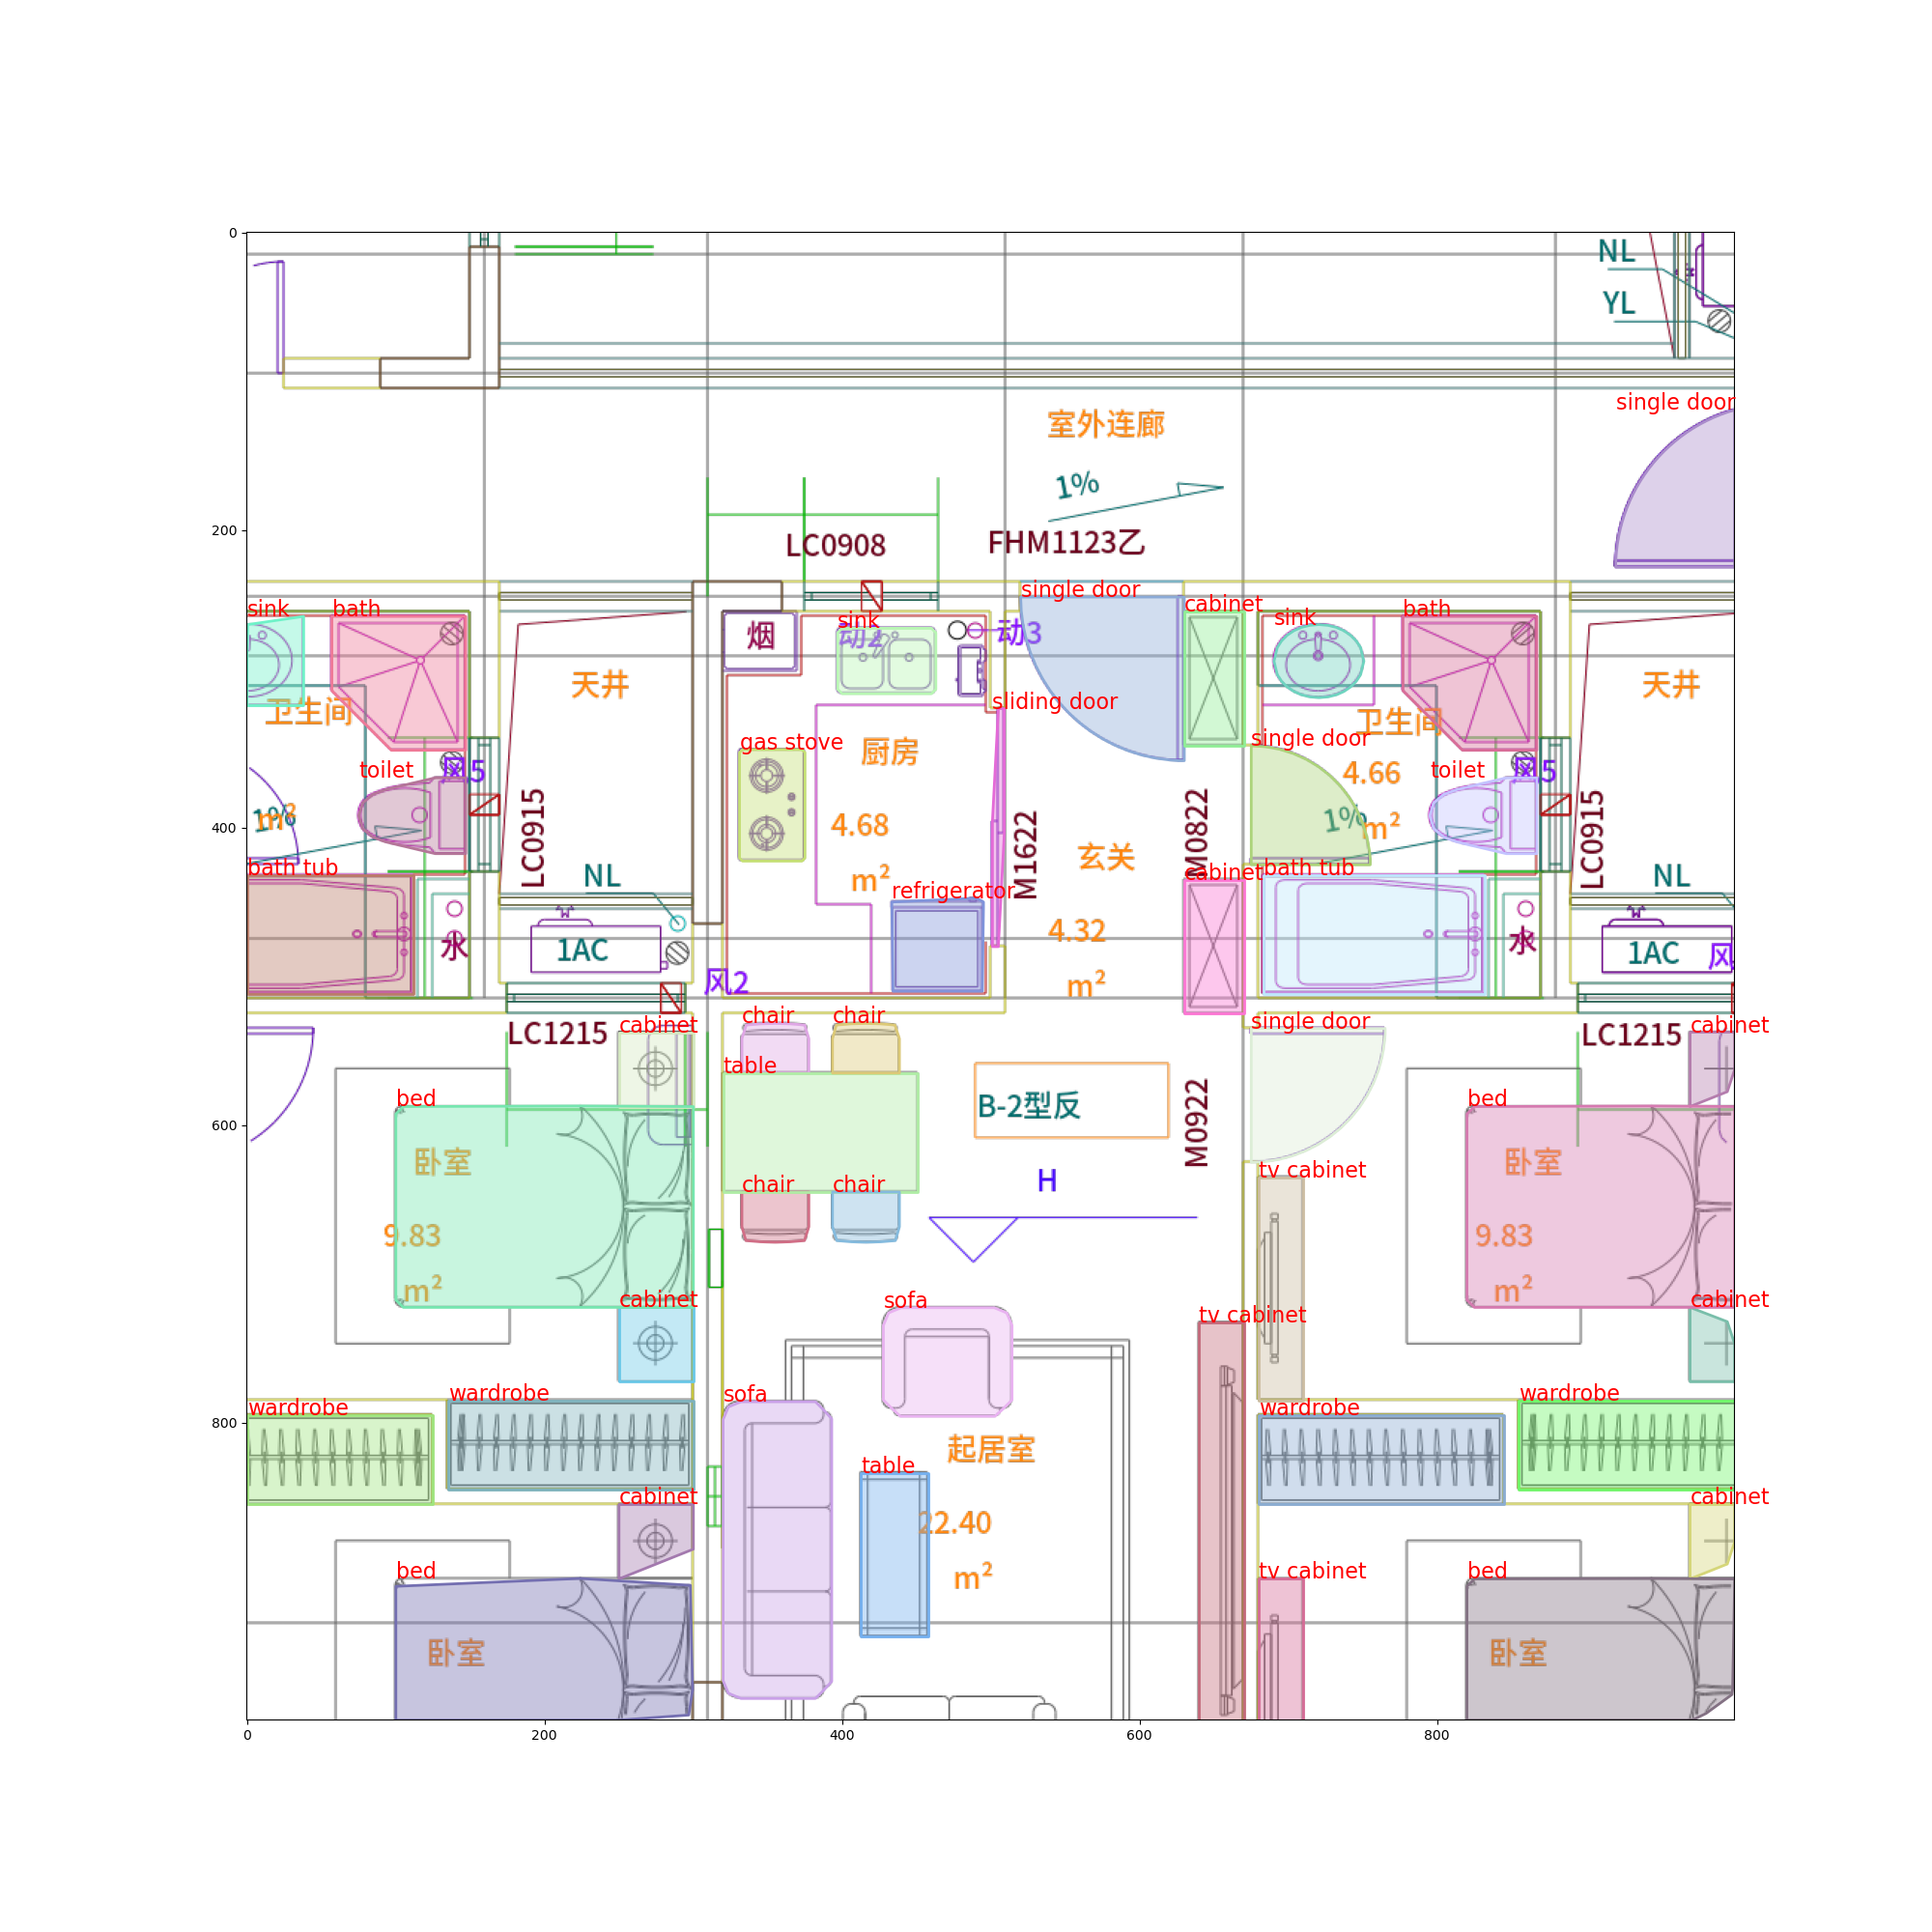 0
200
400
600
800
0
200
400
600
800
NL
YL
single door
室外连廊
1%
LC0908
FHM1123乙
single door
cabinet
sink
bath
sink
动2
动3
sink
bath
烟
天井
天井
卫生间
卫生间
sliding door
gas stove
厨房
single door
toilet
风5
4.66
m²
toilet
风5
1%
m²
1%
4.68
m²
LC0915
M1622
M0822
LC0915
玄关
bath tub
NL
refrigerator
cabinet
bath tub
NL
4.32
m²
水
1AC
风2
水
1AC
风
LC1215
cabinet
chair
chair
single door
LC1215
cabinet
table
bed
B-2型反
M0922
bed
卧室
卧室
chair
chair
H
tv cabinet
9.83
m²
9.83
m²
cabinet
sofa
tv cabinet
cabinet
wardrobe
wardrobe
sofa
wardrobe
wardrobe
起居室
table
22.40
m²
cabinet
cabinet
bed
tv cabinet
bed
卧室
卧室